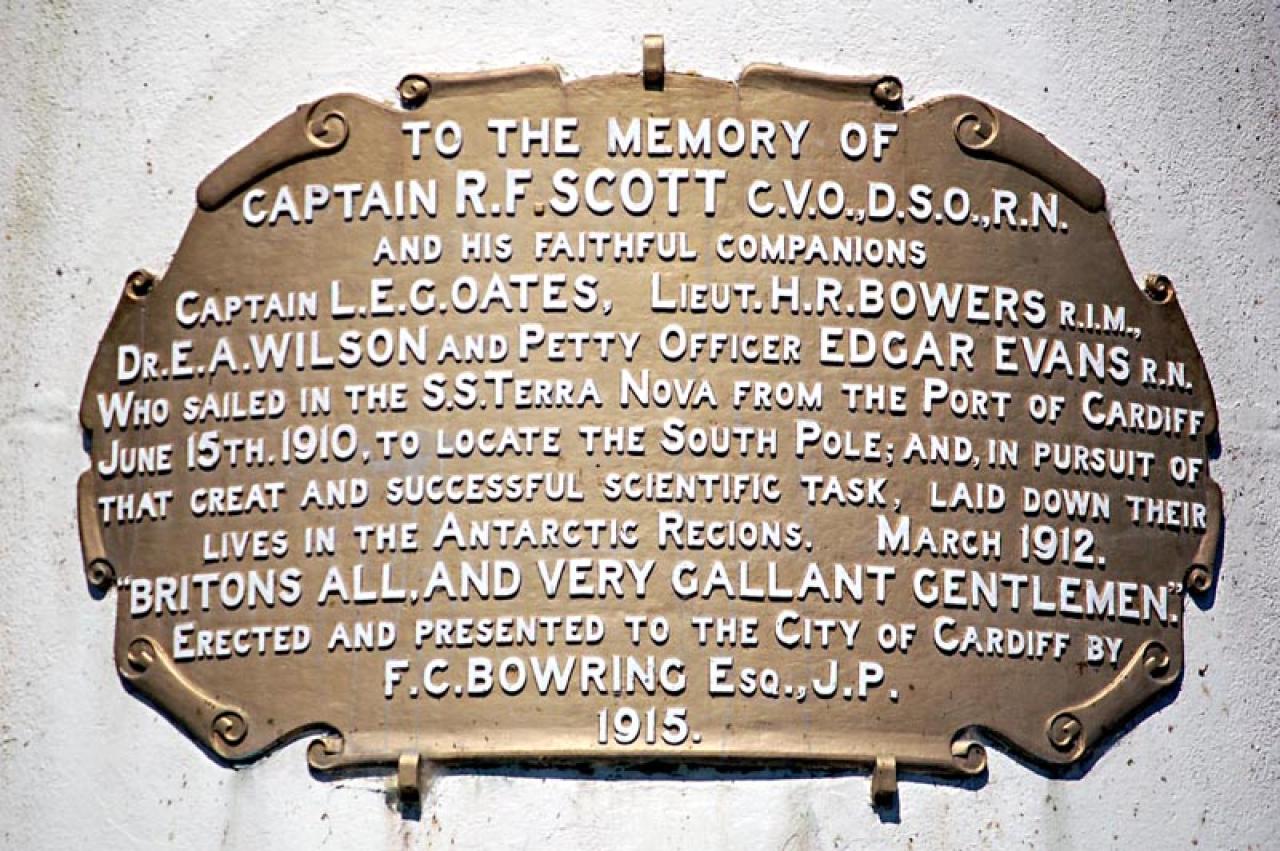 TO THE MEMORY OF
CAPTAIN R.F.SCOTT C.V.O.,D.S.O.,R.N.
AND HIS FAITHFUL COMPANIONS
CAPTAIN L.E.G.OATES, LIEUT.H.R.BOWERS R.I.M.,
DR.E.A.WILSON AND PETTY OFFICER EDGAR EVANS R.N.
WHO SAILED IN THE S.S.TERRA NOVA FROM THE PORT OF CARDIFF
JUNE 15TH.1910, TO LOCATE THE SOUTH POLE; AND, IN PURSUIT OF
THAT GREAT AND SUCCESSFUL SCIENTIFIC TASK, LAID DOWN THEIR
LIVES IN THE ANTARCTIC REGIONS. MARCH 1912.
"BRITONS ALL, AND VERY GALLANT GENTLEMEN."
ERECTED AND PRESENTED TO THE CITY OF CARDIFF BY
F.C.BOWRING ESQ., J.P.
1915.